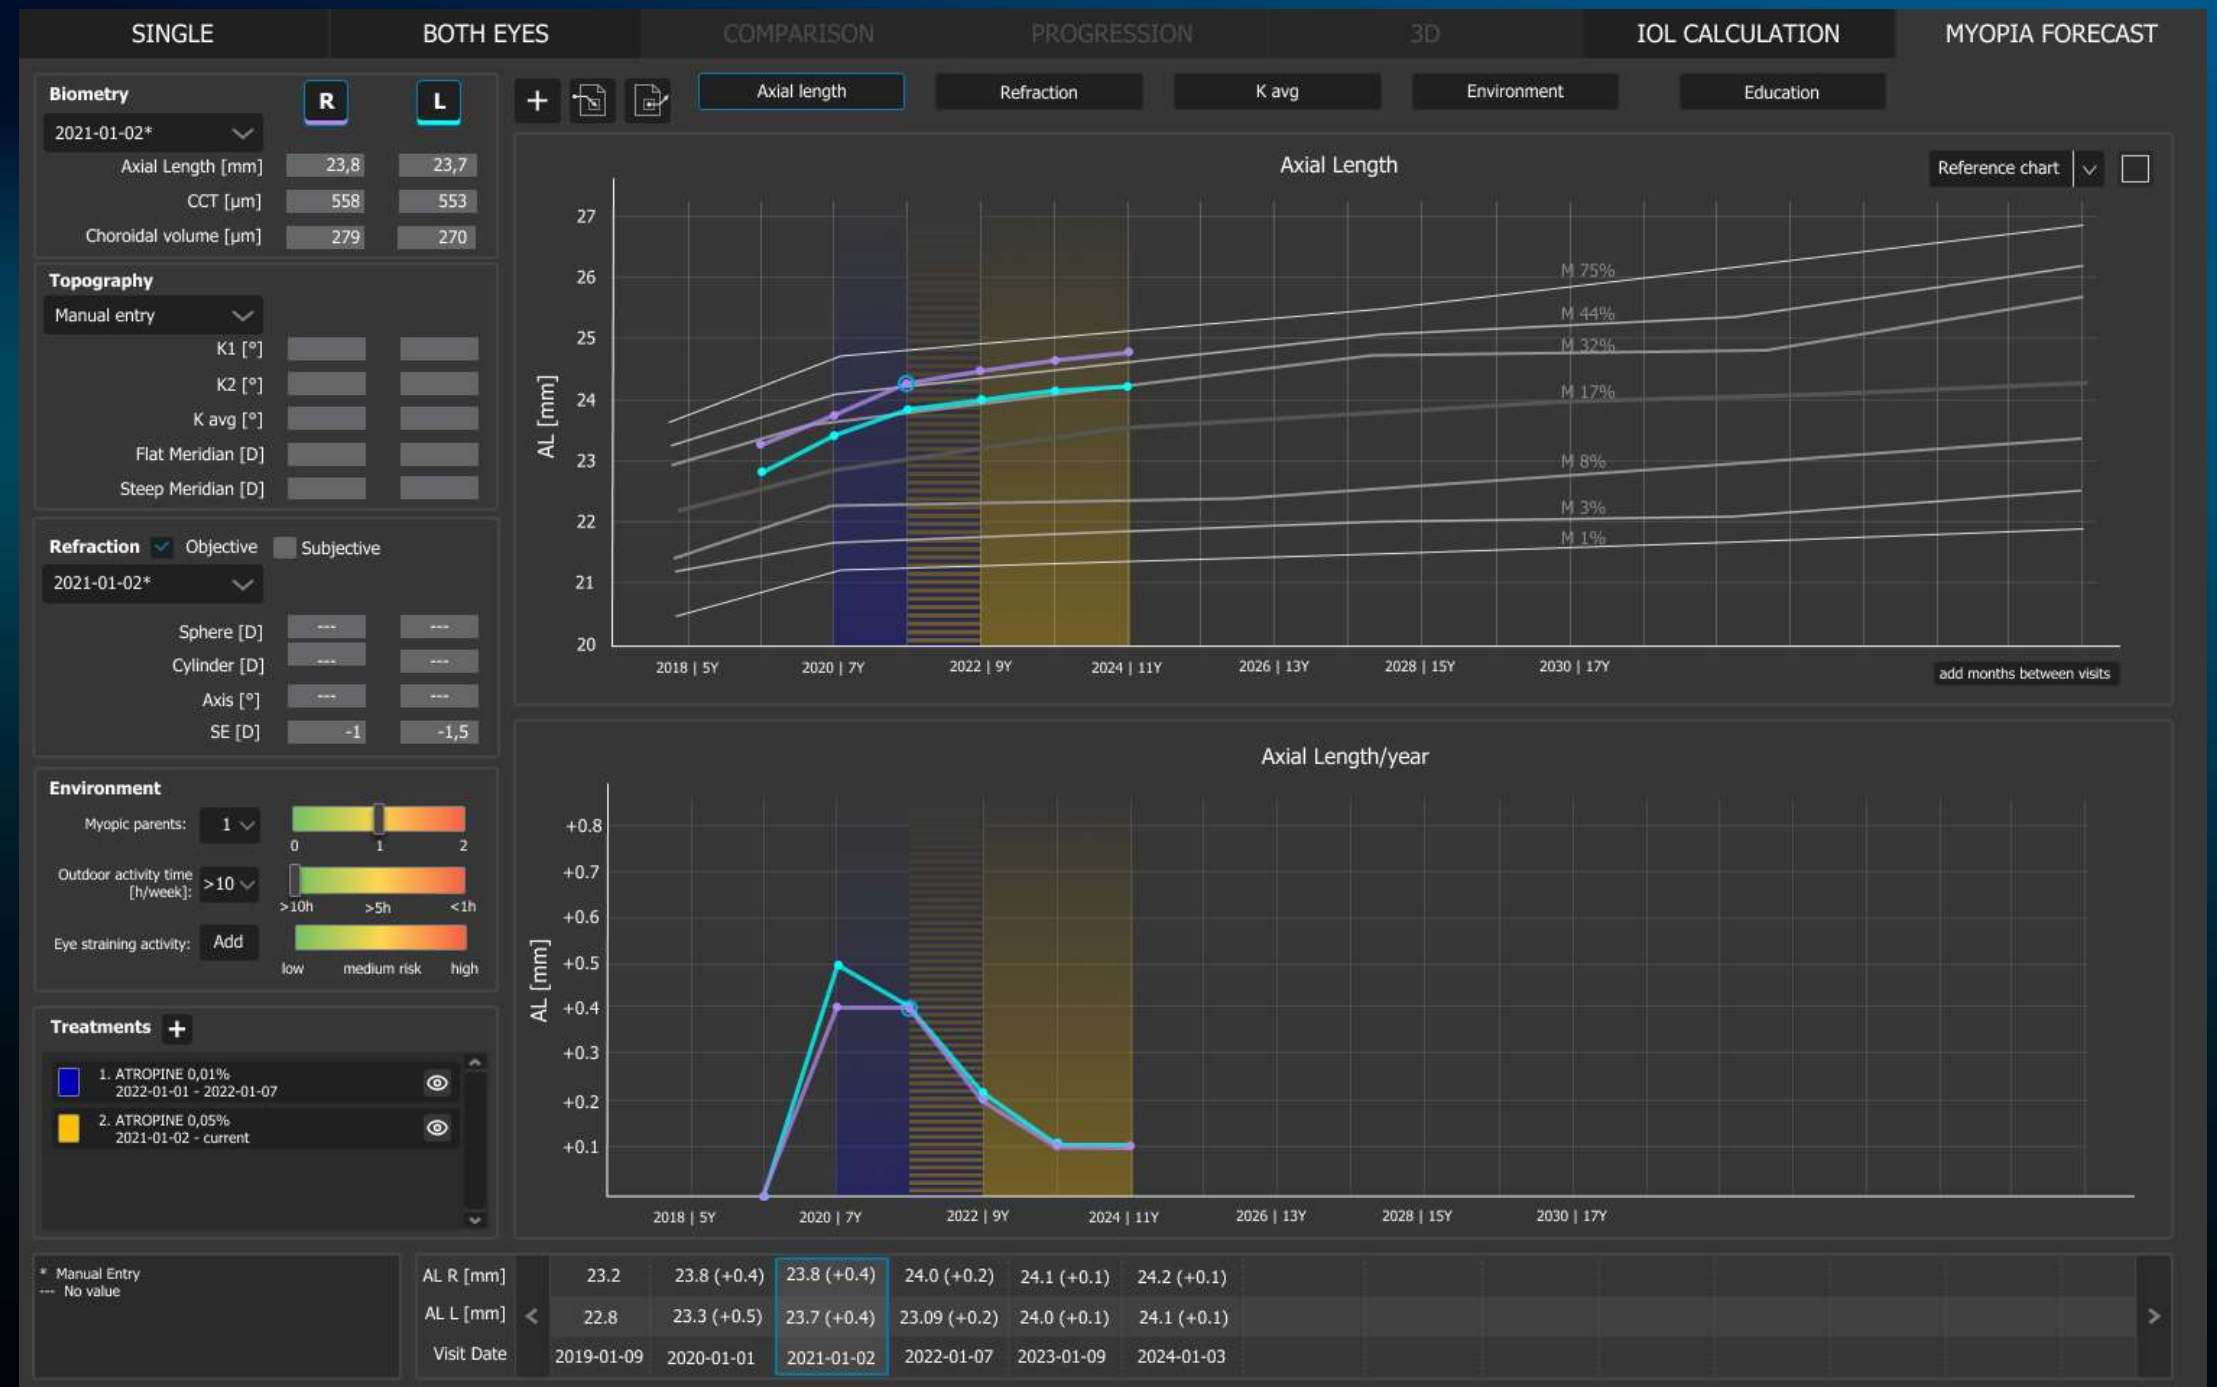 SINGLE
BOTH EYES
COMPARISON
PROGRESSION
3D
IOL CALCULATION
MYOPIA FORECAST
Biometry
R
L
2021-01-02*
Axial Length [mm] 23,8 23,7
CCT [µm] 558 553
Choroidal volume [µm] 279 270
Topography
Manual entry
K1 [°]
K2 [°]
K avg [°]
Flat Meridian [D]
Steep Meridian [D]
Refraction Objective Subjective
2021-01-02*
Sphere [D] --- ---
Cylinder [D] --- ---
Axis [°] --- ---
SE [D] -1 -1,5
Environment
Myopic parents: 1
0 1 2
Outdoor activity time
[h/week]: >10
>10h >5h <1h
Eye straining activity: Add
low medium risk high
Treatments +
1. ATROPINE 0,01%
2022-01-01 - 2022-01-07
2. ATROPINE 0,05%
2021-01-02 - current
* Manual Entry
--- No value
+
Axial length
Refraction
K avg
Environment
Education
Axial Length
Reference chart
AL [mm]
27
26
25
24
23
22
21
20
M 75%
M 44%
M 32%
M 17%
M 8%
M 3%
M 1%
2018 | 5Y 2020 | 7Y 2022 | 9Y 2024 | 11Y 2026 | 13Y 2028 | 15Y 2030 | 17Y
add months between visits
Axial Length/year
AL [mm]
+0.8
+0.7
+0.6
+0.5
+0.4
+0.3
+0.2
+0.1
2018 | 5Y 2020 | 7Y 2022 | 9Y 2024 | 11Y 2026 | 13Y 2028 | 15Y 2030 | 17Y
AL R [mm] 23.2 23.8 (+0.4) 23.8 (+0.4) 24.0 (+0.2) 24.1 (+0.1) 24.2 (+0.1)
AL L [mm] < 22.8 23.3 (+0.5) 23.7 (+0.4) 23.09 (+0.2) 24.0 (+0.1) 24.1 (+0.1) >
Visit Date 2019-01-09 2020-01-01 2021-01-02 2022-01-07 2023-01-09 2024-01-03